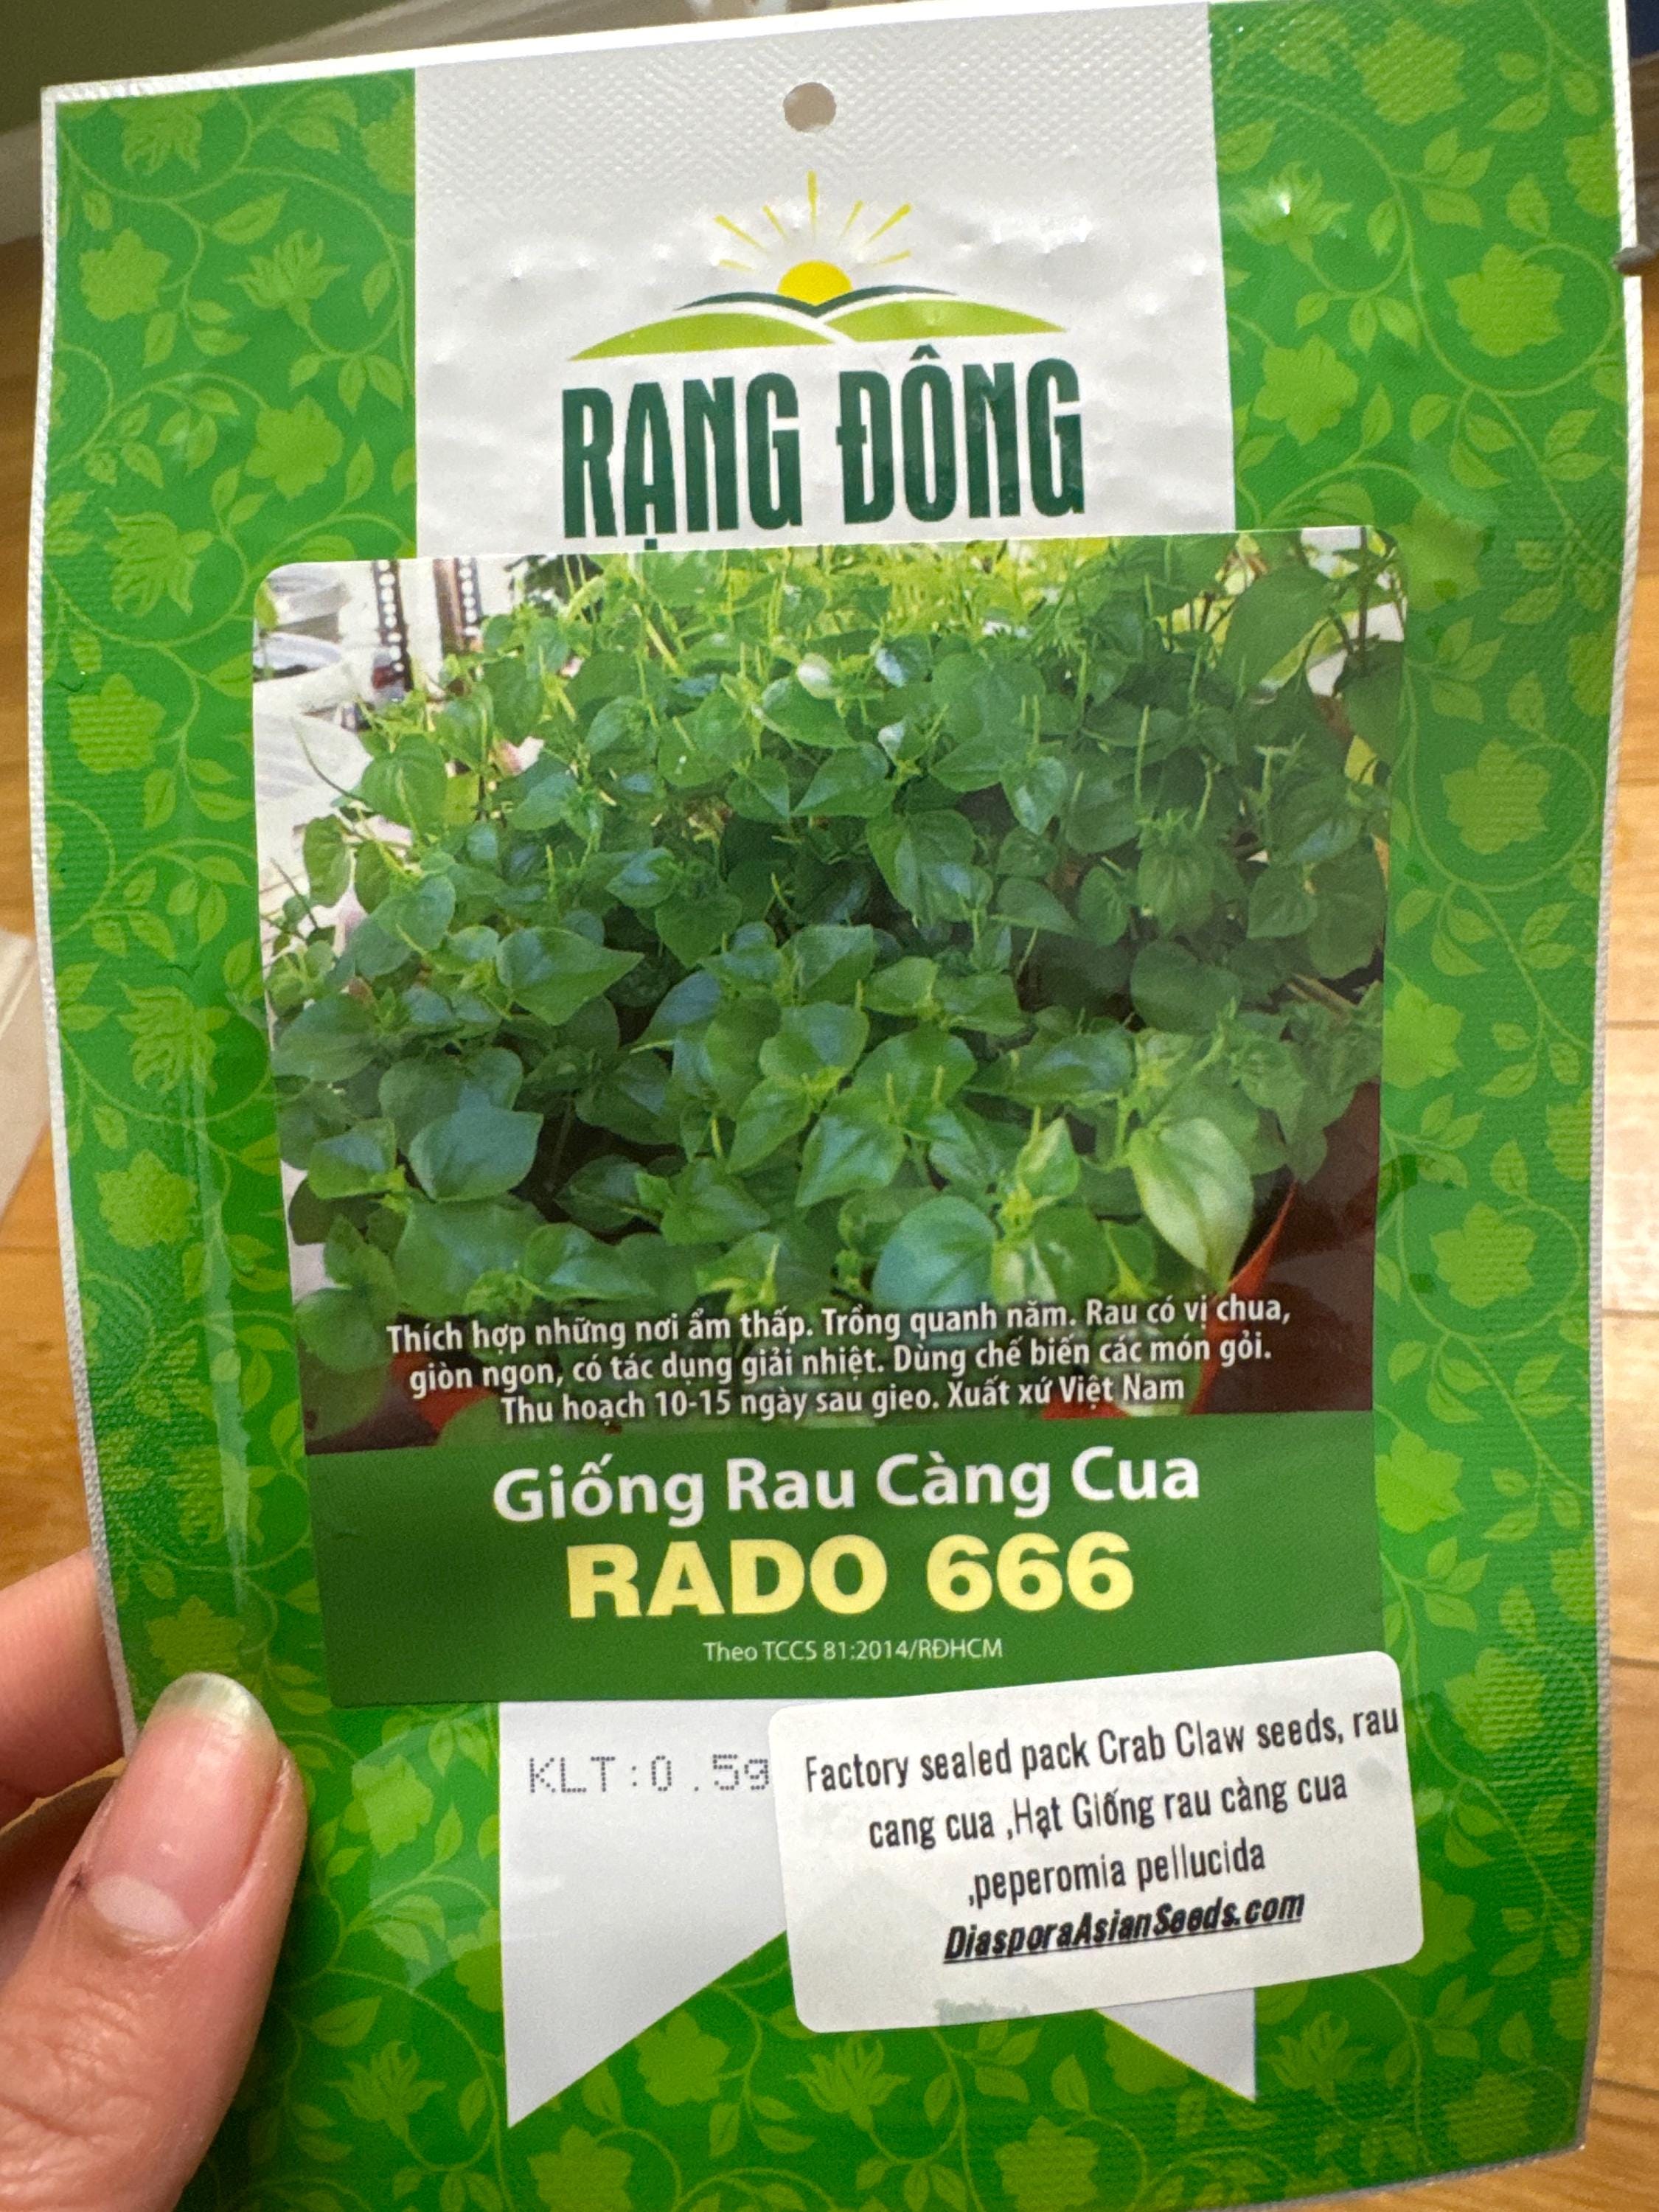 RẠNG ĐÔNG
Thích hợp những nơi ẩm thấp. Trồng quanh năm. Rau có vị chua,
giòn ngon, có tác dụng giải nhiệt. Dùng chế biến các món gỏi.
Thu hoạch 10-15 ngày sau gieo. Xuất xứ Việt Nam
Giống Rau Càng Cua
RADO 666
Theo TCCS 81:2014/RĐHCM
KLT:0.5g
Factory sealed pack Crab Claw seeds, rau
cang cua ,Hạt Giống rau càng cua
,peperomia pellucida
DiasporaAsianSeeds.com